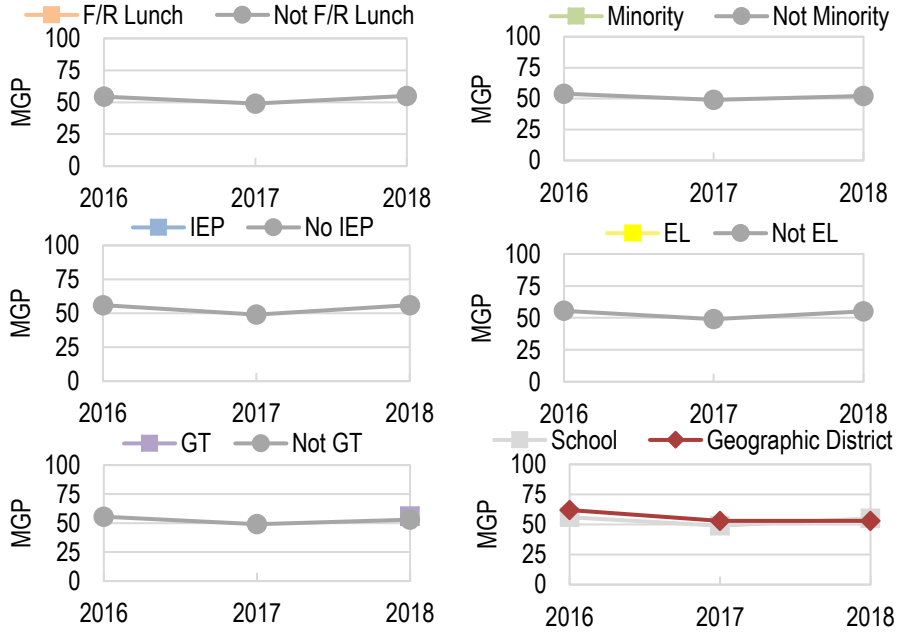 F/R Lunch Not F/R Lunch
100
75
50
25
0
MGP
2016 2017 2018
Minority Not Minority
100
75
50
25
0
MGP
2016 2017 2018
IEP No IEP
100
75
50
25
0
MGP
2016 2017 2018
EL Not EL
100
75
50
25
0
MGP
2016 2017 2018
GT Not GT
100
75
50
25
0
MGP
2016 2017 2018
School Geographic District
100
75
50
25
0
MGP
2016 2017 2018